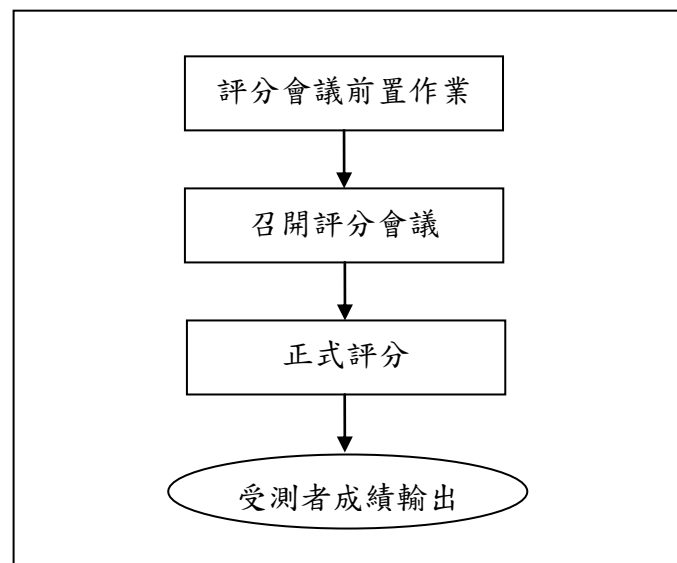 評分會議前置作業
召開評分會議
正式評分
受測者成績輸出